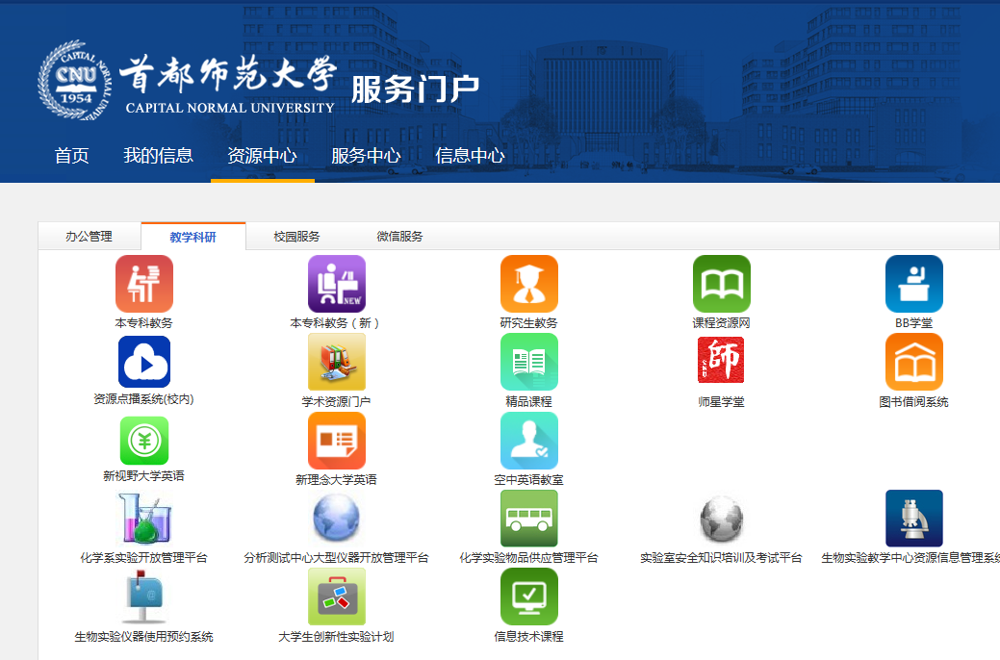 CAPITAL NORMAL UNIVERSITY
CNU
1954
首都师范大学
CAPITAL NORMAL UNIVERSITY
服务门户
首页 我的信息 资源中心 服务中心 信息中心
办公管理 教学科研 校园服务 微信服务
NEW
本专科教务 本专科教务（新） 研究生教务 课程资源网 BB学堂
師
资源点播系统(校内) 学术资源门户 精品课程 师星学堂 图书借阅系统
¥
新视野大学英语 新理念大学英语 空中英语教室
化学系实验开放管理平台 分析测试中心大型仪器开放管理平台 化学实验物品供应管理平台 实验室安全知识培训及考试平台 生物实验教学中心资源信息管理系统
@
生物实验仪器使用预约系统 大学生创新性实验计划 信息技术课程